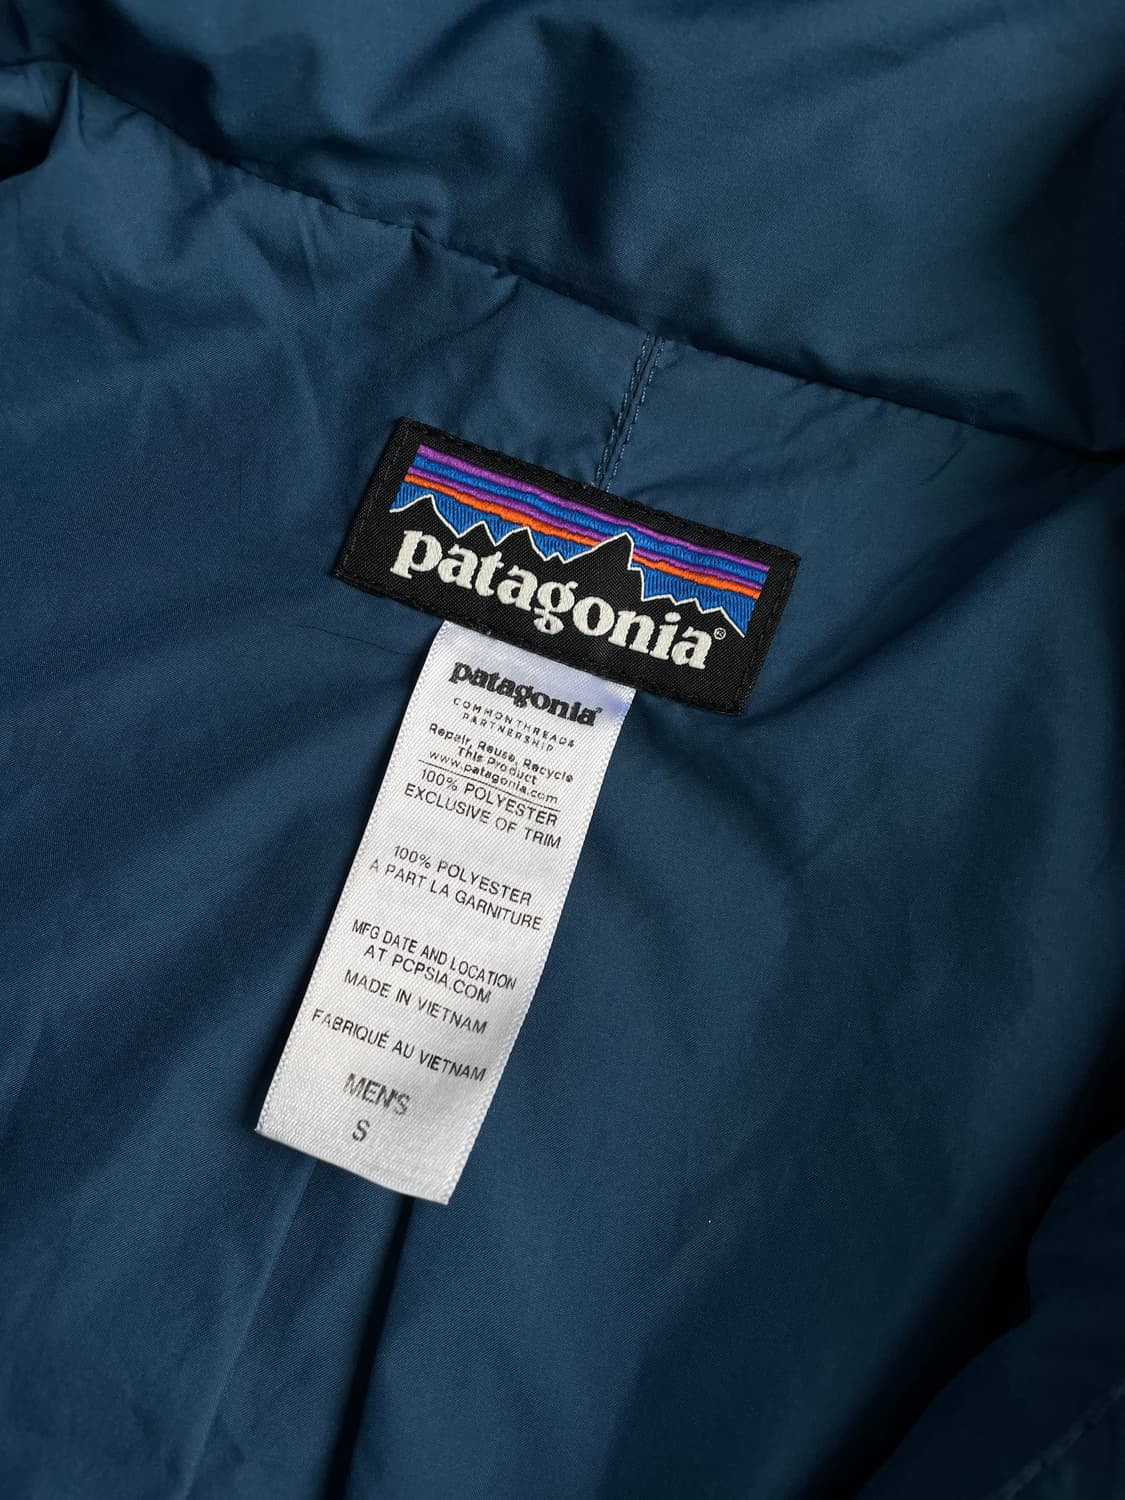 patagonia®
patagonia®
COMMON THREADS
PARTNERSHIP
Repair, Reuse, Recycle
This Product
www.patagonia.com
100% POLYESTER
EXCLUSIVE OF TRIM
100% POLYESTER
A PART LA GARNITURE
MFG DATE AND LOCATION
AT PCPSIA.COM
MADE IN VIETNAM
FABRIQUÉ AU VIETNAM
MEN'S
S